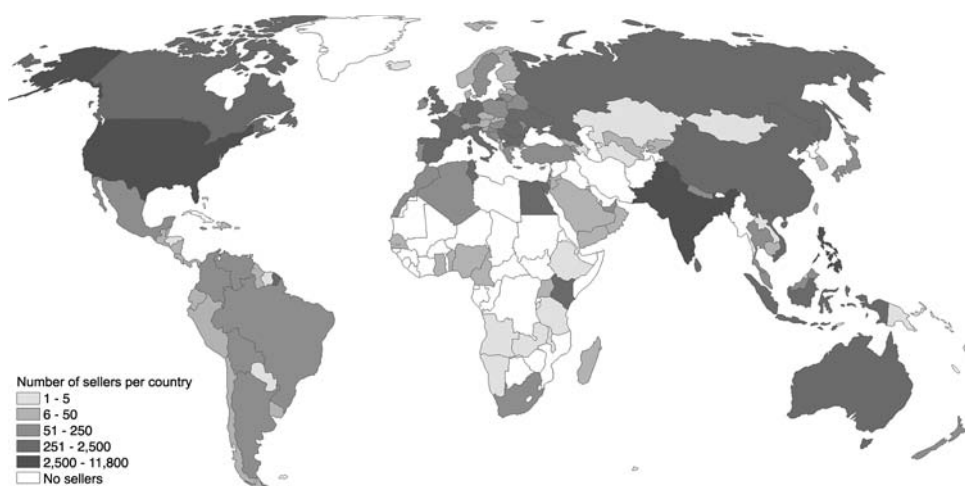 Number of sellers per country
1 - 5
6 - 50
51 - 250
251 - 2,500
2,500 - 11,800
No sellers